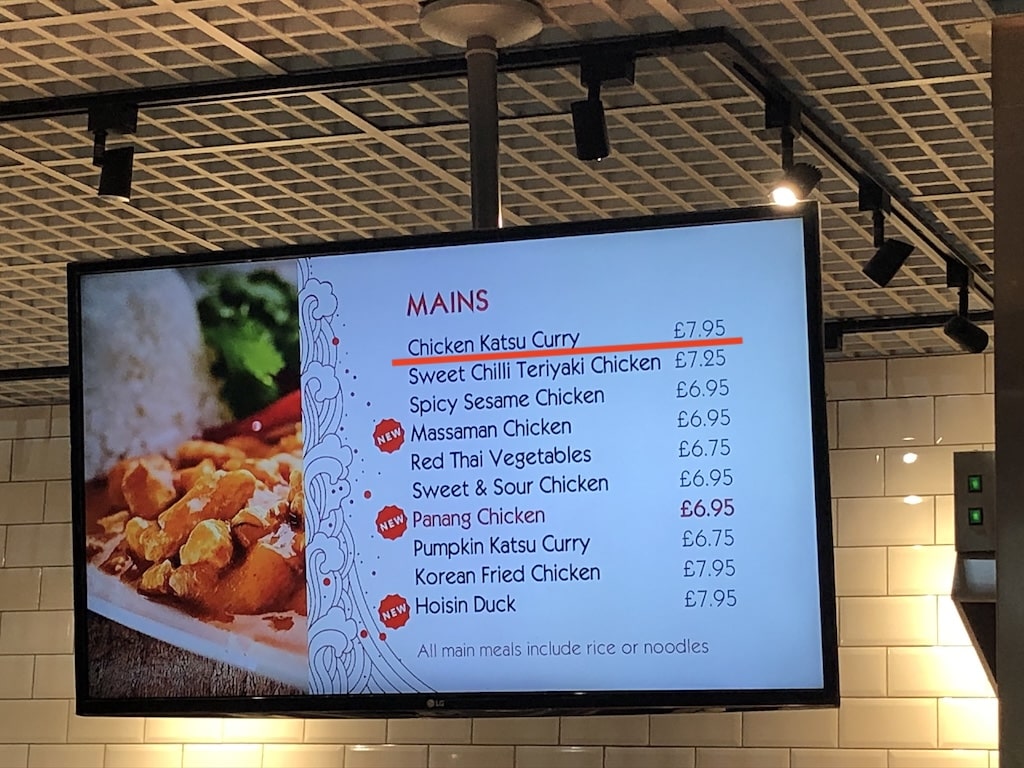 MAINS
Chicken Katsu Curry £7.95
Sweet Chilli Teriyaki Chicken £7.25
Spicy Sesame Chicken £6.95
NEW Massaman Chicken £6.95
Red Thai Vegetables £6.75
Sweet & Sour Chicken £6.95
NEW Panang Chicken £6.95
Pumpkin Katsu Curry £6.75
Korean Fried Chicken £7.95
NEW Hoisin Duck £7.95
All main meals include rice or noodles
LG